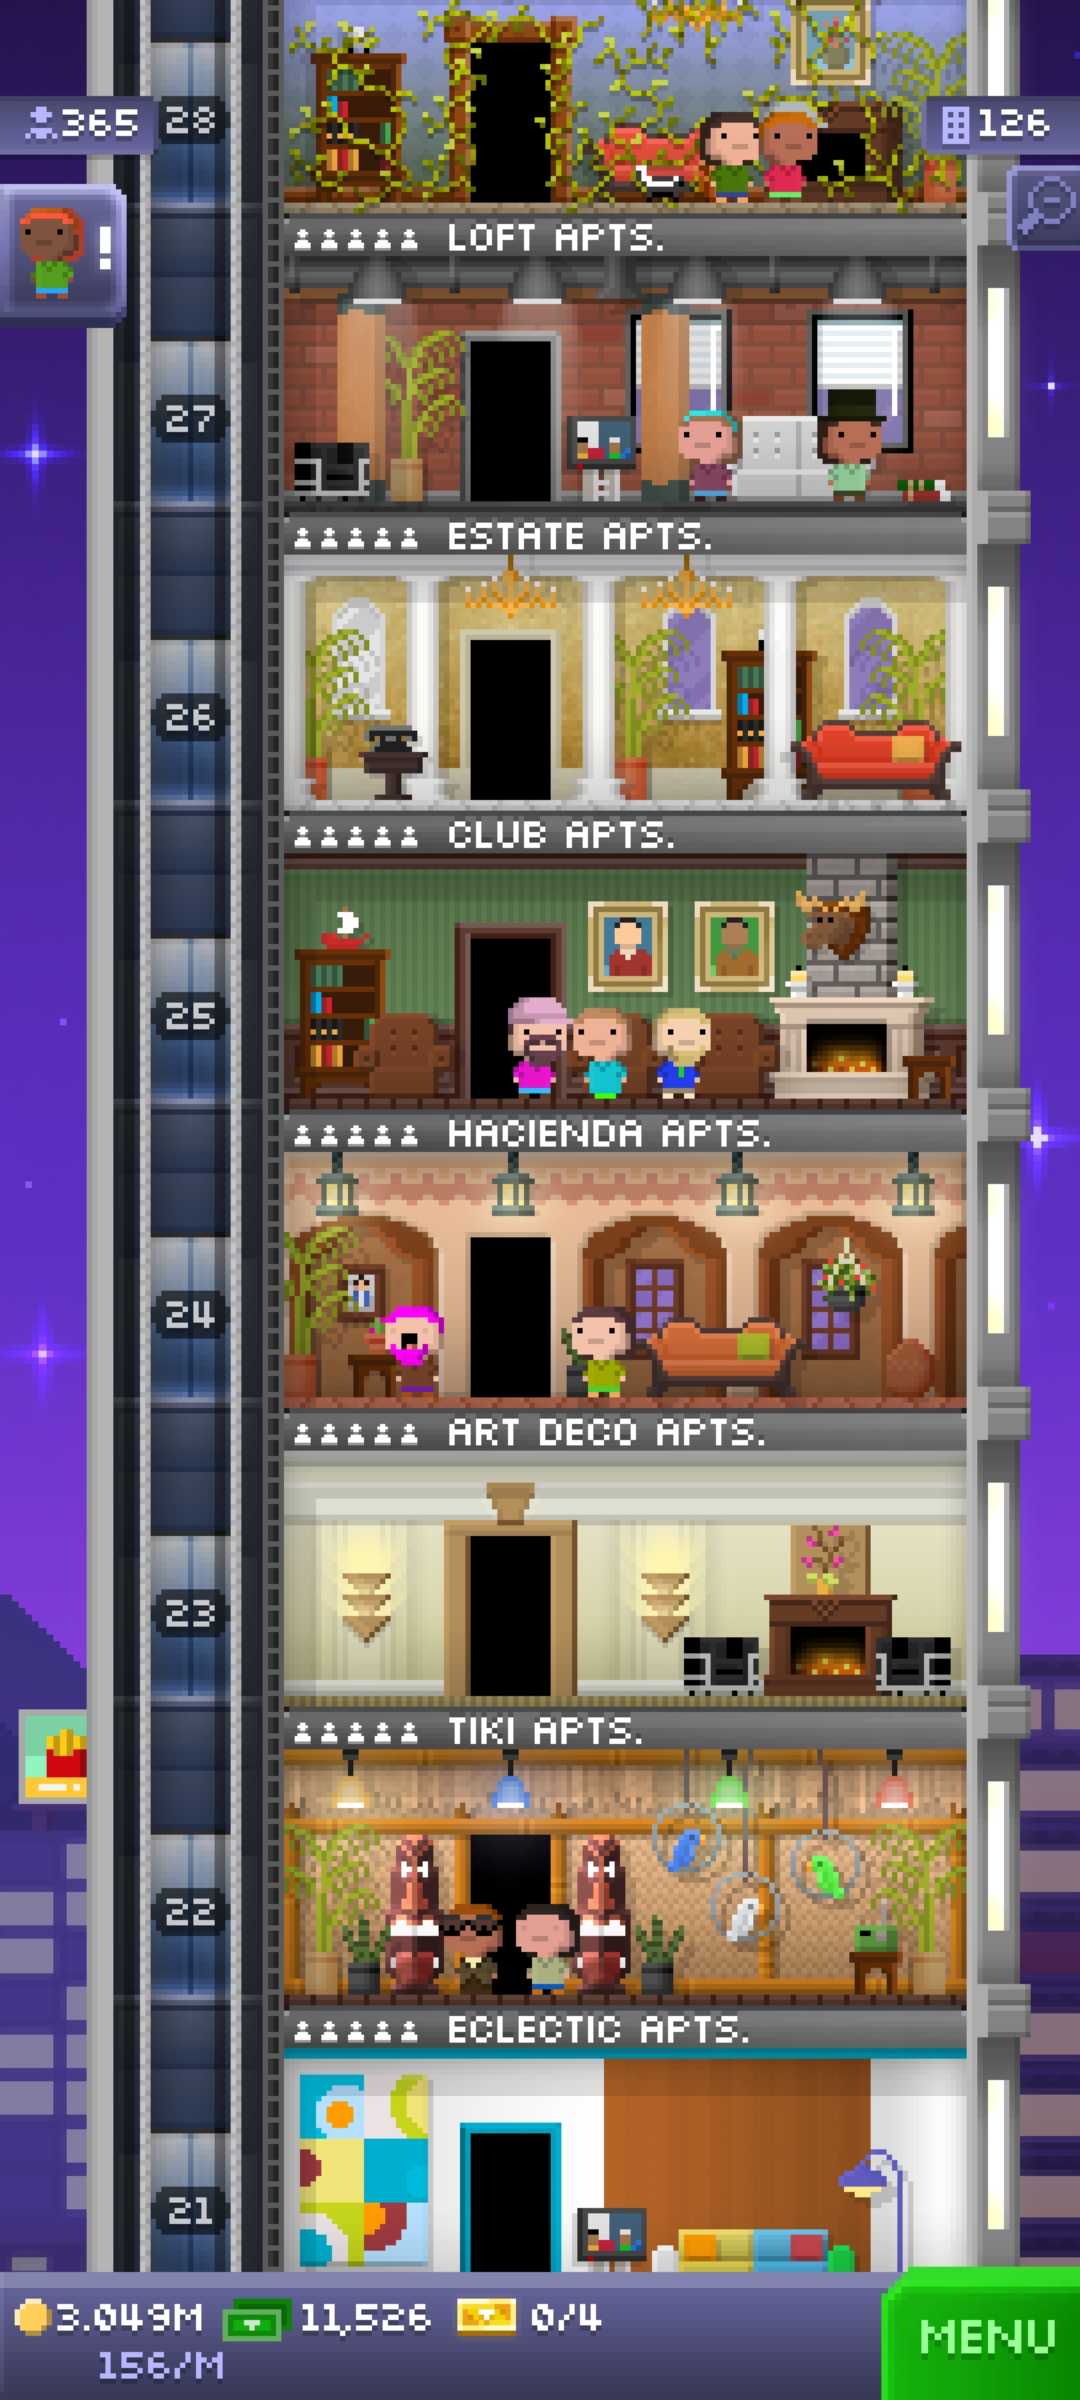 365
28
126
!
LOFT APTS.
27
ESTATE APTS.
26
CLUB APTS.
25
HACIENDA APTS.
24
ART DECO APTS.
23
TIKI APTS.
22
ECLECTIC APTS.
21
3.049M 11,526 0/4
156/M
MENU